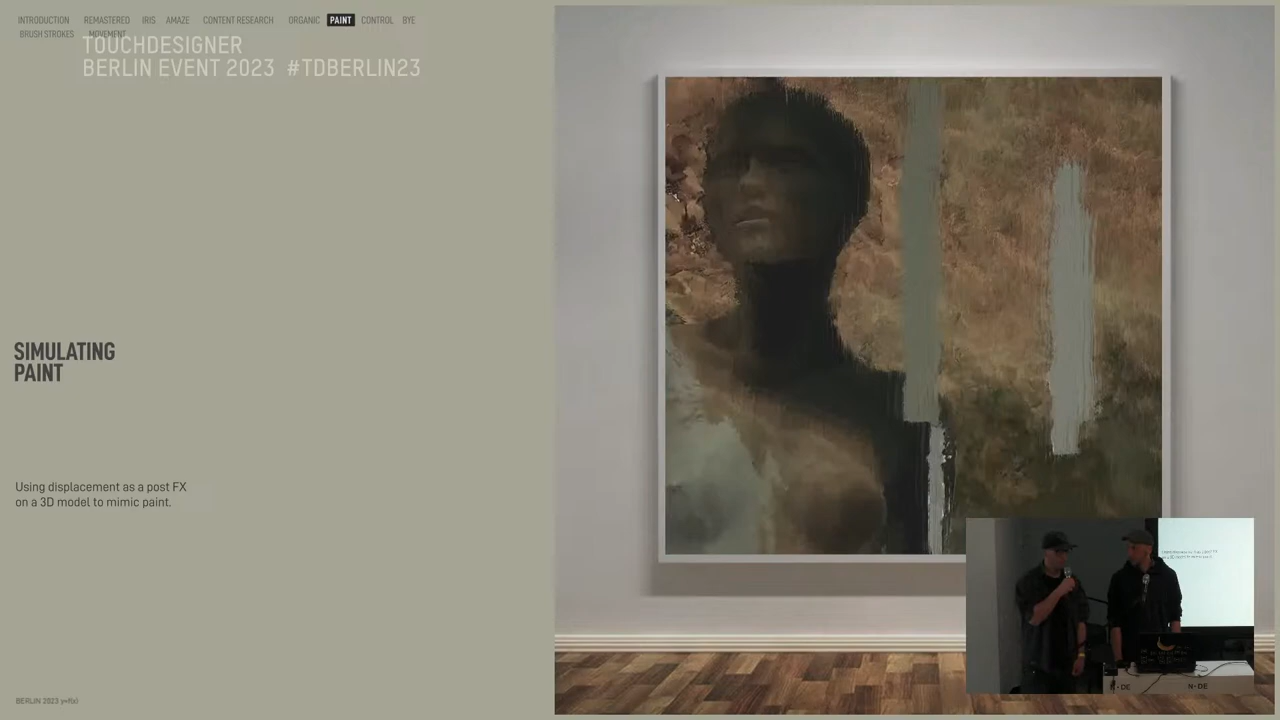 INTRODUCTION REMASTERED IRIS AMAZE CONTENT RESEARCH ORGANIC PAINT CONTROL BYE
BRUSH STROKES MOVEMENT
TOUCHDESIGNER
BERLIN EVENT 2023 #TDBERLIN23
SIMULATING
PAINT
Using displacement as a post FX
on a 3D model to mimic paint.
BERLIN 2023 y=f(x)
N-DE